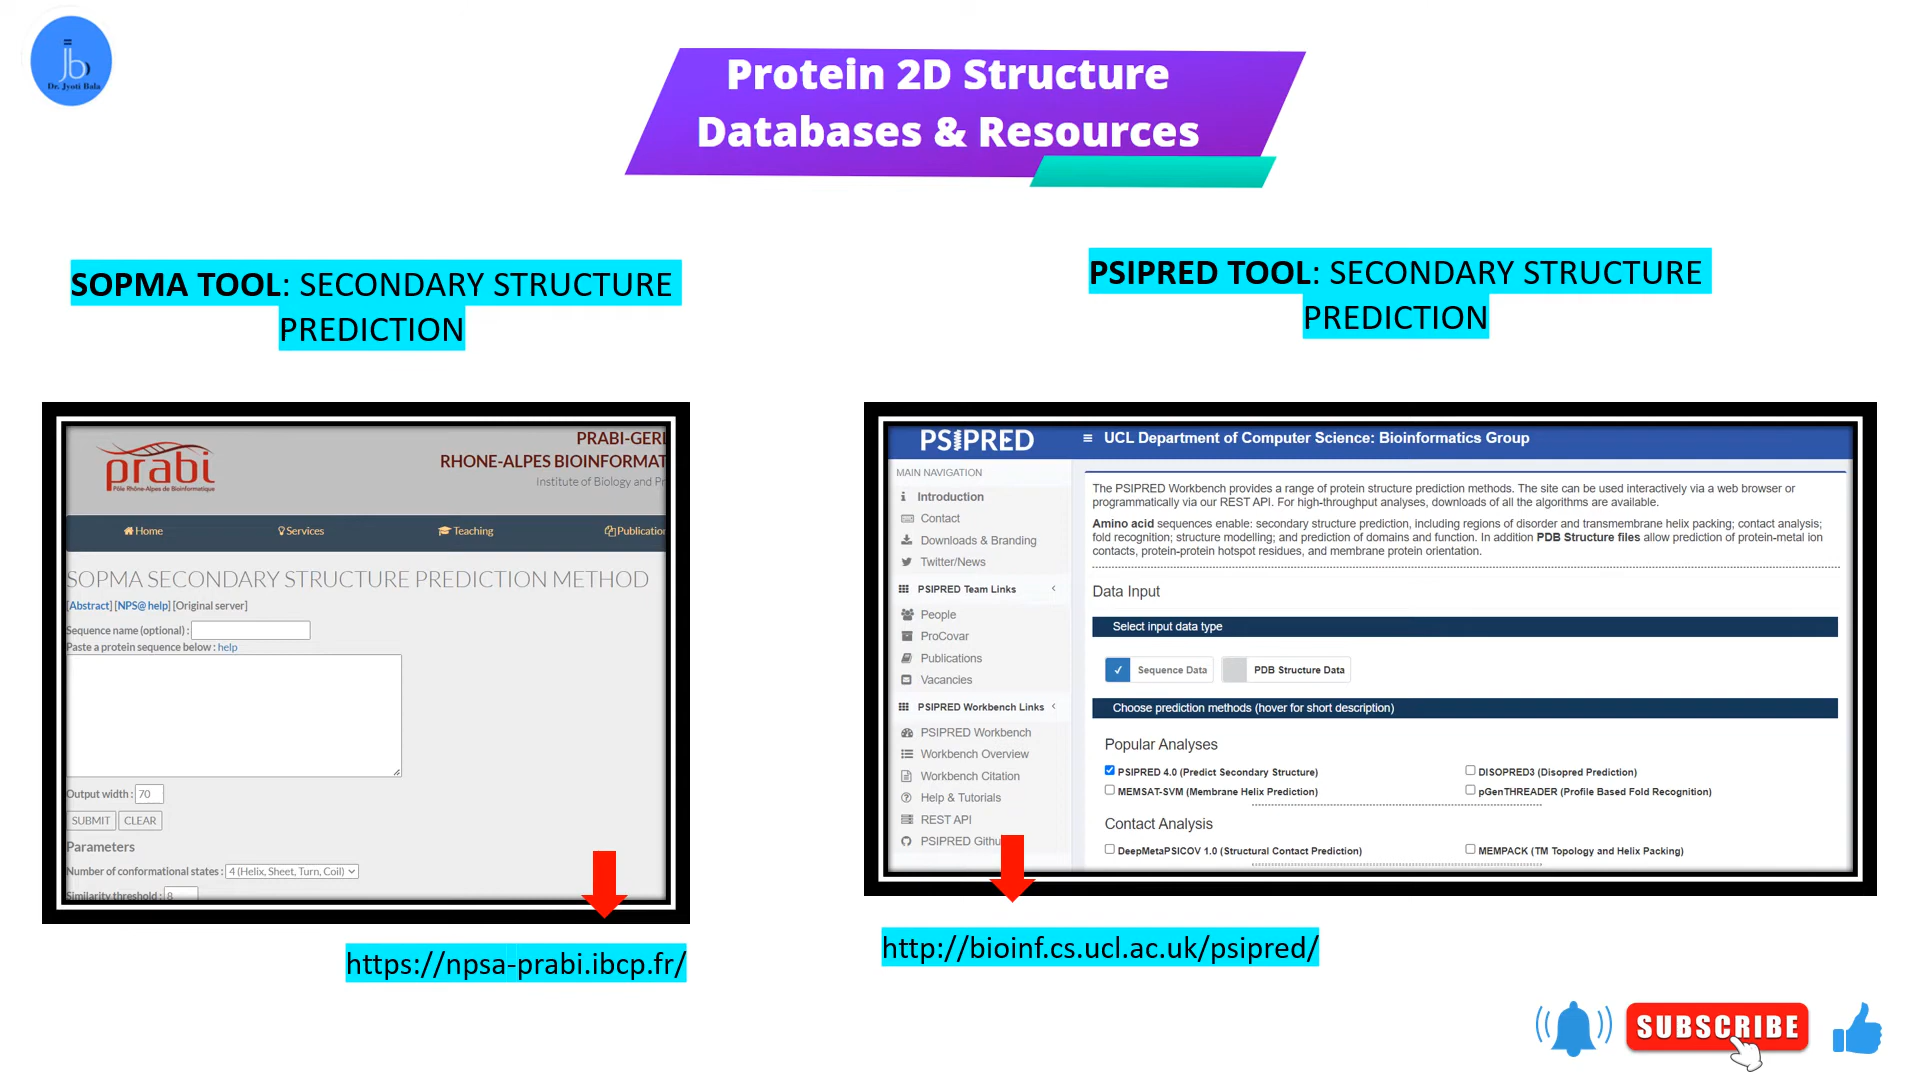 jb
Dr. Jyoti Bala
Protein 2D Structure
Databases & Resources
SOPMA TOOL: SECONDARY STRUCTURE
PREDICTION
PSIPRED TOOL: SECONDARY STRUCTURE
PREDICTION
prabi
Pôle Rhône-Alpes de Bioinformatique
PRABI-GERL
RHONE-ALPES BIOINFORMAT
Institute of Biology and Pr
Home
Services
Teaching
Publication
SOPMA SECONDARY STRUCTURE PREDICTION METHOD
[Abstract] [NPS@ help] [Original server]
Sequence name (optional) :
Paste a protein sequence below : help
Output width : 70
SUBMIT CLEAR
Parameters
Number of conformational states : 4 (Helix, Sheet, Turn, Coil)
Similarity threshold : 8
https://npsa-prabi.ibcp.fr/
PSIPRED
UCL Department of Computer Science: Bioinformatics Group
MAIN NAVIGATION
Introduction
Contact
Downloads & Branding
Twitter/News
PSIPRED Team Links
People
ProCovar
Publications
Vacancies
PSIPRED Workbench Links
PSIPRED Workbench
Workbench Overview
Workbench Citation
Help & Tutorials
REST API
PSIPRED Githu
The PSIPRED Workbench provides a range of protein structure prediction methods. The site can be used interactively via a web browser or
programmatically via our REST API. For high-throughput analyses, downloads of all the algorithms are available.
Amino acid sequences enable: secondary structure prediction, including regions of disorder and transmembrane helix packing; contact analysis;
fold recognition; structure modelling; and prediction of domains and function. In addition PDB Structure files allow prediction of protein-metal ion
contacts, protein-protein hotspot residues, and membrane protein orientation.
Data Input
Select input data type
Sequence Data
PDB Structure Data
Choose prediction methods (hover for short description)
Popular Analyses
PSIPRED 4.0 (Predict Secondary Structure)
DISOPRED3 (Disopred Prediction)
MEMSAT-SVM (Membrane Helix Prediction)
pGenTHREADER (Profile Based Fold Recognition)
Contact Analysis
DeepMetaPSICOV 1.0 (Structural Contact Prediction)
MEMPACK (TM Topology and Helix Packing)
http://bioinf.cs.ucl.ac.uk/psipred/
SUBSCRIBE